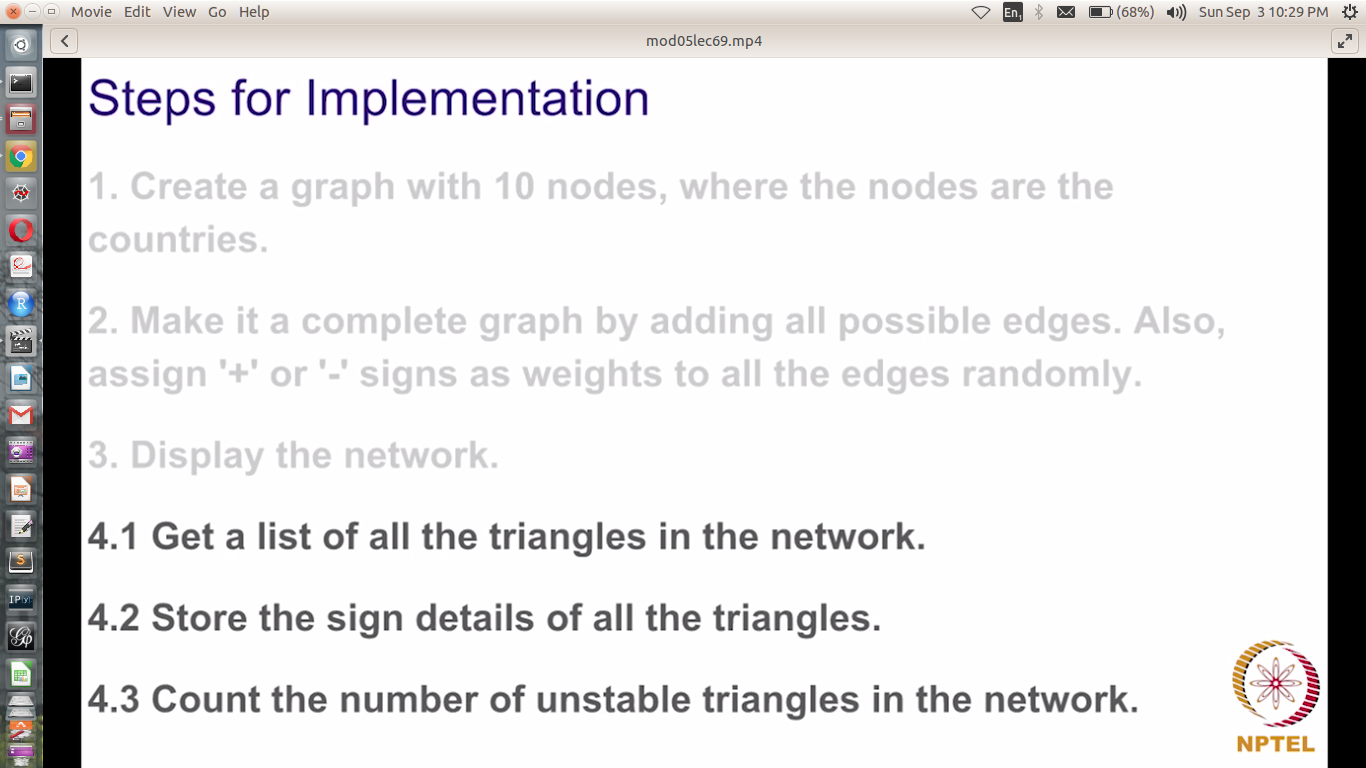 Movie Edit View Go Help
En1 (68%) Sun Sep 3 10:29 PM
mod05lec69.mp4
Steps for Implementation
1. Create a graph with 10 nodes, where the nodes are the
countries.
2. Make it a complete graph by adding all possible edges. Also,
assign '+' or '-' signs as weights to all the edges randomly.
3. Display the network.
4.1 Get a list of all the triangles in the network.
4.2 Store the sign details of all the triangles.
4.3 Count the number of unstable triangles in the network.
NPTEL